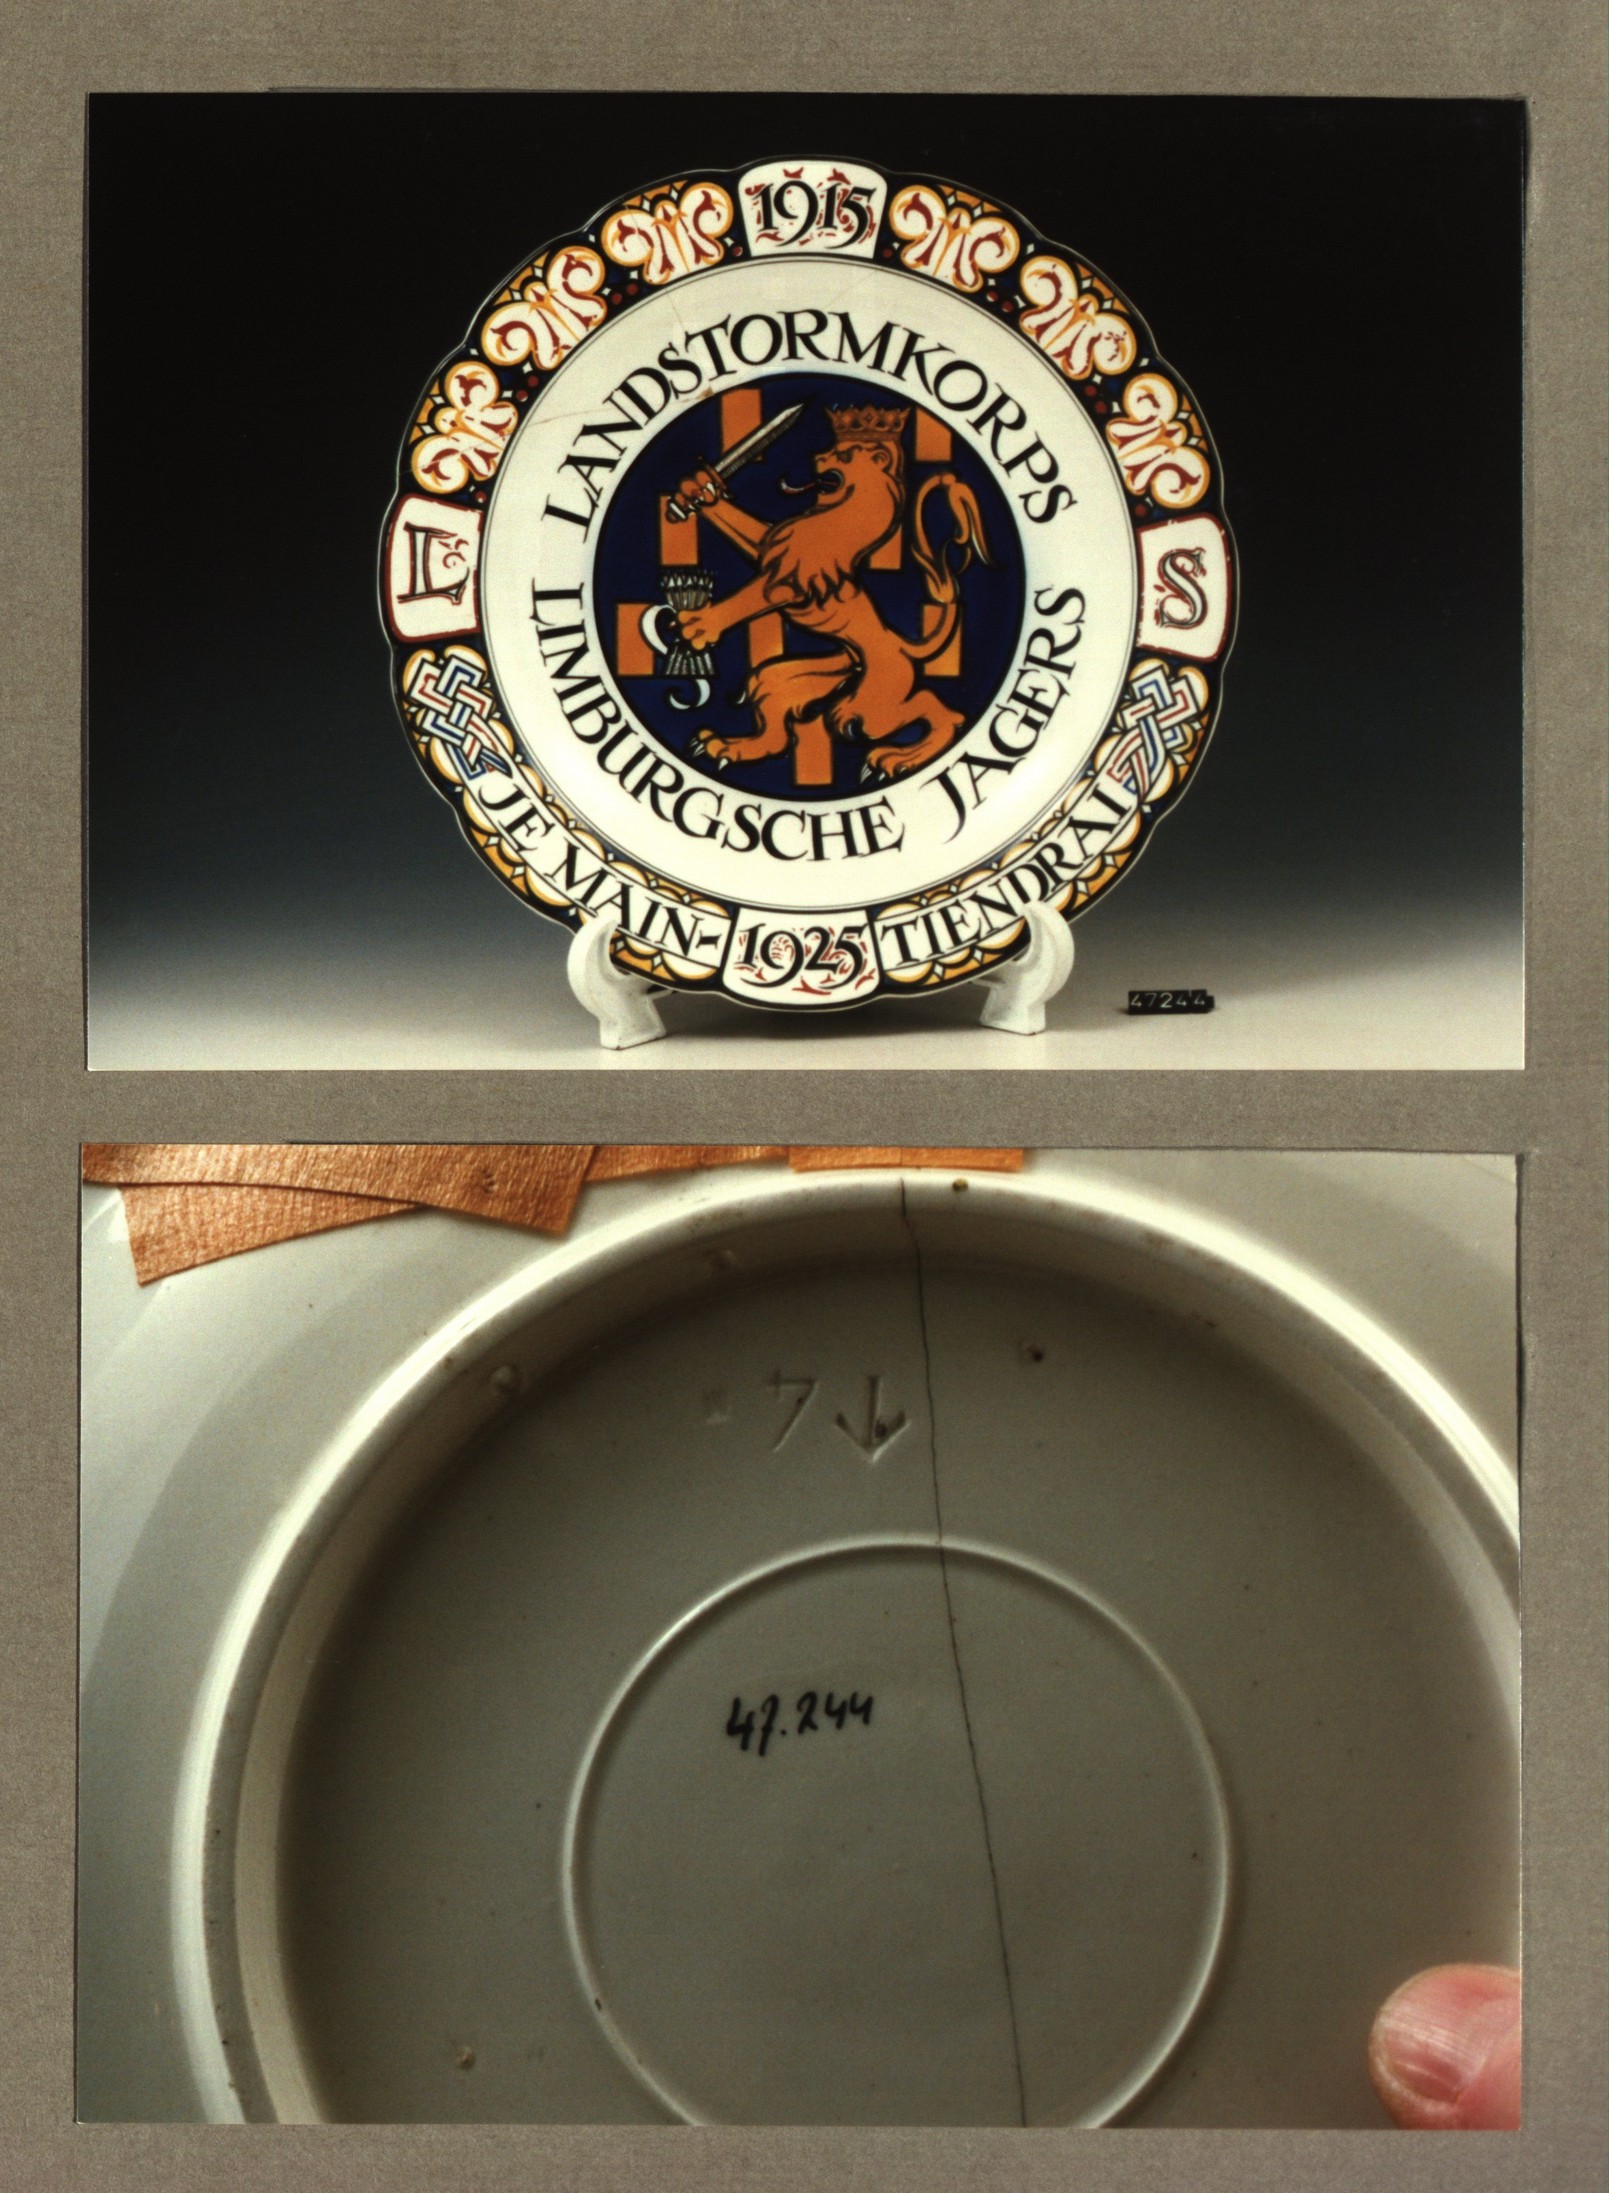 1915
LANDSTORMKORPS
L
S
LIMBURGSCHE JAGERS
JE MAIN-
TIENDRAI
1925
47244
47.244